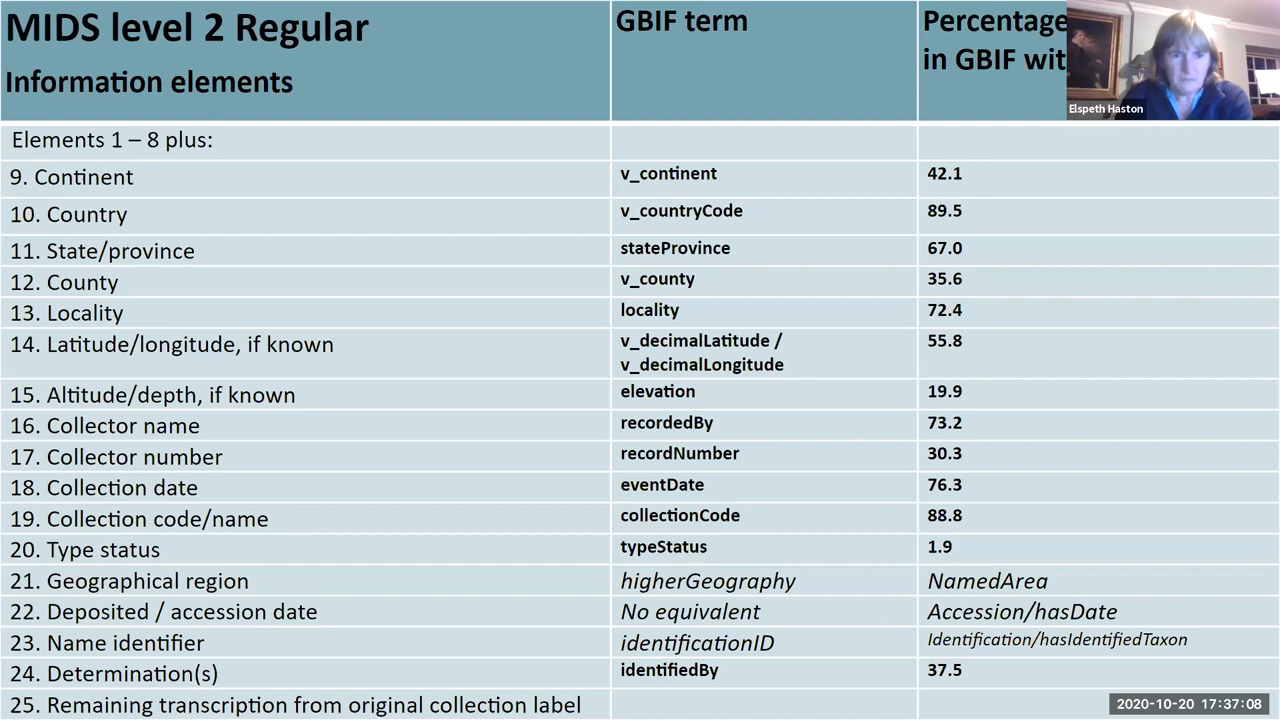 MIDS level 2 Regular
Information elements
GBIF term
Percentage
in GBIF wit
Elspeth Haston
Elements 1 – 8 plus:
9. Continent v_continent 42.1
10. Country v_countryCode 89.5
11. State/province stateProvince 67.0
12. County v_county 35.6
13. Locality locality 72.4
14. Latitude/longitude, if known v_decimalLatitude / 55.8
v_decimalLongitude
15. Altitude/depth, if known elevation 19.9
16. Collector name recordedBy 73.2
17. Collector number recordNumber 30.3
18. Collection date eventDate 76.3
19. Collection code/name collectionCode 88.8
20. Type status typeStatus 1.9
21. Geographical region higherGeography NamedArea
22. Deposited / accession date No equivalent Accession/hasDate
23. Name identifier identificationID Identification/hasIdentifiedTaxon
24. Determination(s) identifiedBy 37.5
25. Remaining transcription from original collection label
2020-10-20 17:37:08